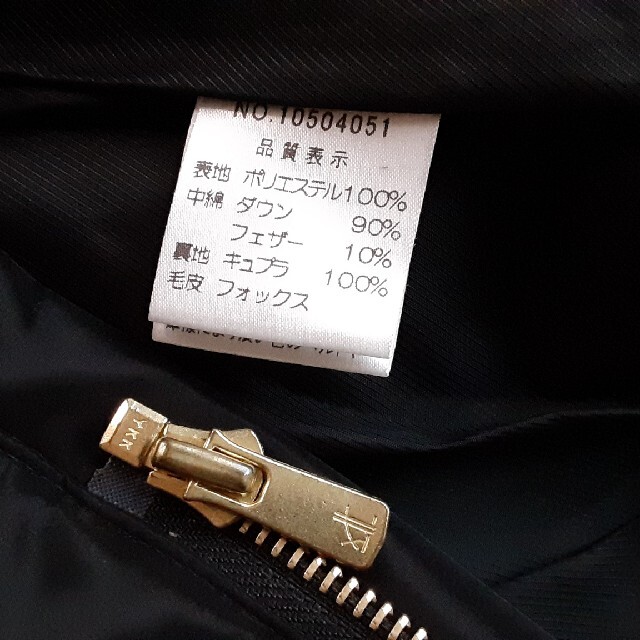 NO.10504051
品質表示
表地 ポリエステル100%
中綿 ダウン 90%
フェザー 10%
裏地 キュプラ 100%
毛皮 フォックス
YKK